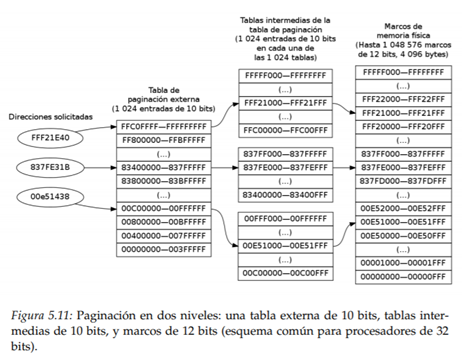 Tablas intermedias de la
tabla de paginación
(1 024 entradas de 10 bits
en cada una de
las 1 024 tablas)
Marcos de
memoria física
(Hasta 1 048 576 marcos
de 12 bits, 4 096 bytes)
Tabla de
paginación externa
(1 024 entradas de 10 bits)
Direcciones solicitadas
FFF21E40
837FE31B
00e51438
FFC0FFFF—FFFFFFFFF
FF800000—FFBFFFFF
(...)
83400000—837FFFFF
83800000—83BFFFFF
(...)
00C00000—00FFFFFF
00800000—00BFFFFF
00400000—007FFFFF
00000000—003FFFFF
FFFFF000—FFFFFFFF
(...)
FFF21000—FFF21FFF
(...)
FFC00000—FFC00FFF
837FF000—837FFFFF
837FE000—837FEFFF
(...)
83400000—83400FFF
00FFF000—00FFFFFF
(...)
00E51000—00E51FFF
(...)
00C00000—00C00FFF
FFFFF000—FFFFFFFF
(...)
FFF22000—FFF22FFF
FFF21000—FFF21FFF
FFF20000—FFF20FFF
(...)
837FF000—837FFFFF
837FE000—837FEFFF
837FD000—837FDFFF
(...)
00E52000—00E52FFF
00E51000—00E51FFF
00E50000—00E50FFF
(...)
00001000—00001FFF
00000000—00000FFF
Figura 5.11: Paginación en dos niveles: una tabla externa de 10 bits, tablas inter-
medias de 10 bits, y marcos de 12 bits (esquema común para procesadores de 32
bits).